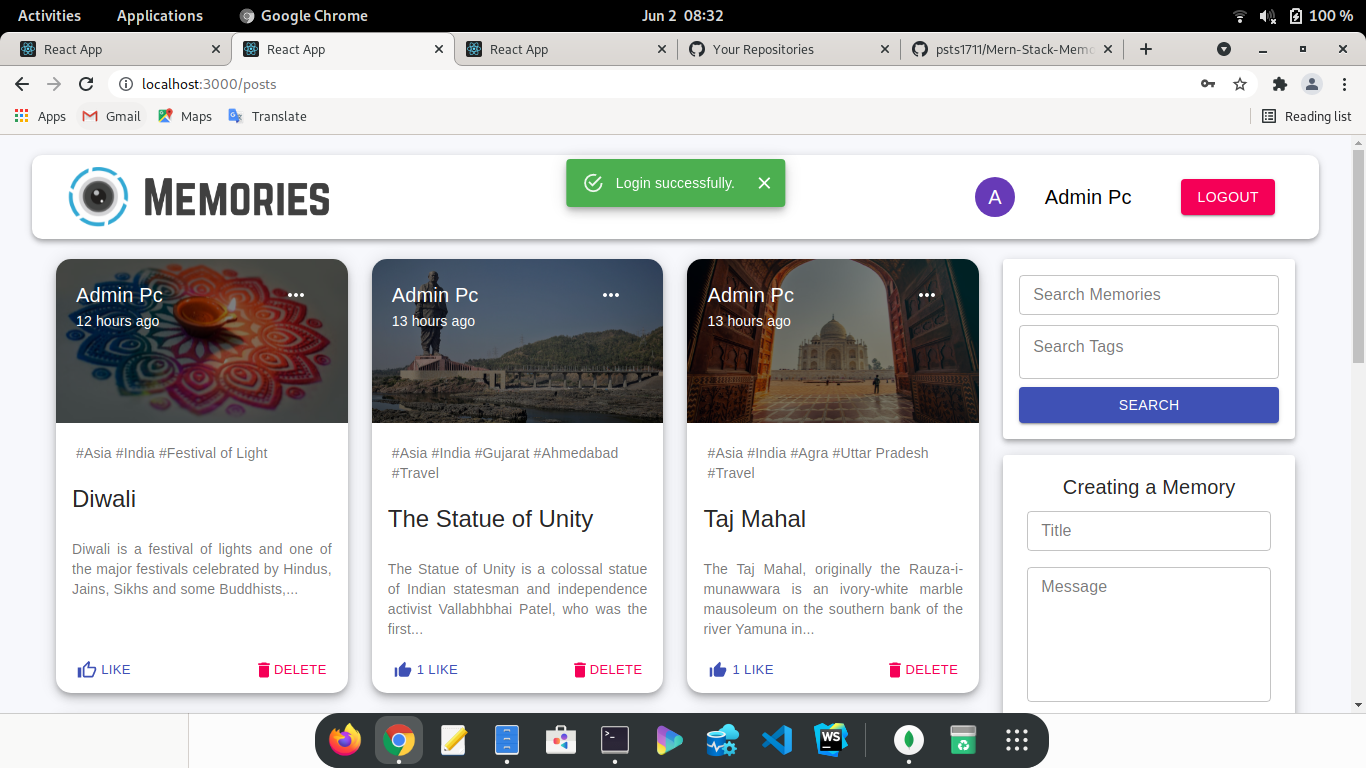 Activities Applications Google Chrome Jun 2 08:32 100 %
React App React App React App Your Repositories psts1711/Mern-Stack-Memo
localhost:3000/posts
Apps Gmail Maps Translate Reading list
MEMORIES
Login successfully.
A Admin Pc LOGOUT
Admin Pc
12 hours ago
#Asia #India #Festival of Light
Diwali
Diwali is a festival of lights and one of
the major festivals celebrated by Hindus,
Jains, Sikhs and some Buddhists,...
LIKE DELETE
Admin Pc
13 hours ago
#Asia #India #Gujarat #Ahmedabad
#Travel
The Statue of Unity
The Statue of Unity is a colossal statue
of Indian statesman and independence
activist Vallabhbhai Patel, who was the
first...
1 LIKE DELETE
Admin Pc
13 hours ago
#Asia #India #Agra #Uttar Pradesh
#Travel
Taj Mahal
The Taj Mahal, originally the Rauza-i-
munawwara is an ivory-white marble
mausoleum on the southern bank of the
river Yamuna in...
1 LIKE DELETE
Search Memories
Search Tags
SEARCH
Creating a Memory
Title
Message
WS